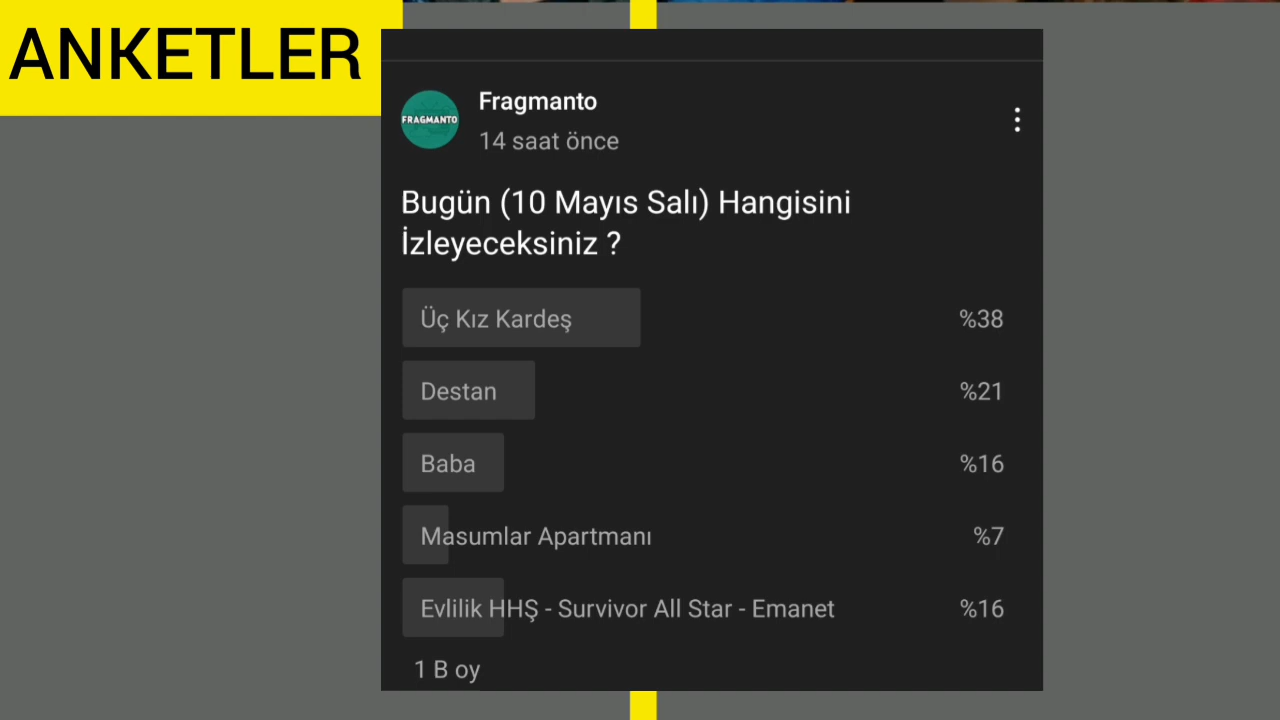 ANKETLER
FRAGMANTO
Fragmanto
14 saat önce
Bugün (10 Mayıs Salı) Hangisini
İzleyeceksiniz ?
Üç Kız Kardeş %38
Destan %21
Baba %16
Masumlar Apartmanı %7
Evlilik HHŞ - Survivor All Star - Emanet %16
1 B oy